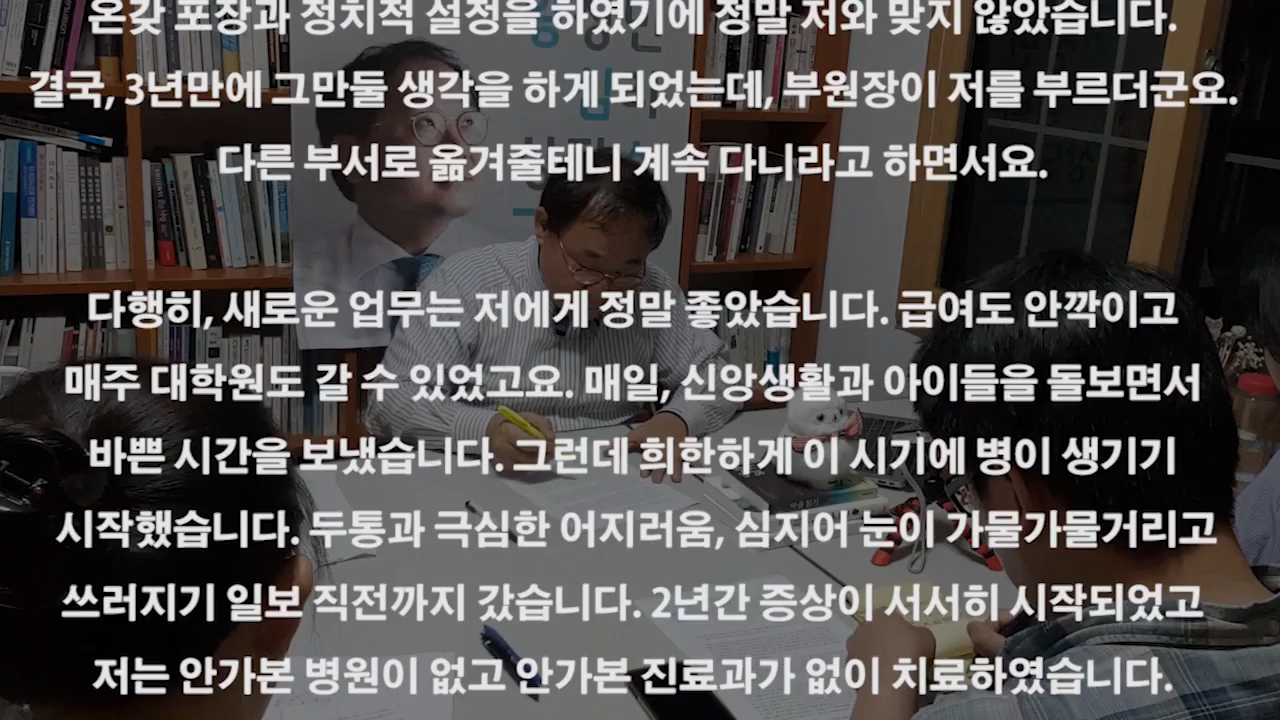 온갖 포장과 정치적 설정을 하였기에 정말 저와 맞지 않았습니다.
결국, 3년만에 그만둘 생각을 하게 되었는데, 부원장이 저를 부르더군요.
다른 부서로 옮겨줄테니 계속 다니라고 하면서요.
다행히, 새로운 업무는 저에게 정말 좋았습니다. 급여도 안깍이고
매주 대학원도 갈 수 있었고요. 매일, 신앙생활과 아이들을 돌보면서
바쁜 시간을 보냈습니다. 그런데 희한하게 이 시기에 병이 생기기
시작했습니다. 두통과 극심한 어지러움, 심지어 눈이 가물가물거리고
쓰러지기 일보 직전까지 갔습니다. 2년간 증상이 서서히 시작되었고
저는 안가본 병원이 없고 안가본 진료과가 없이 치료하였습니다.